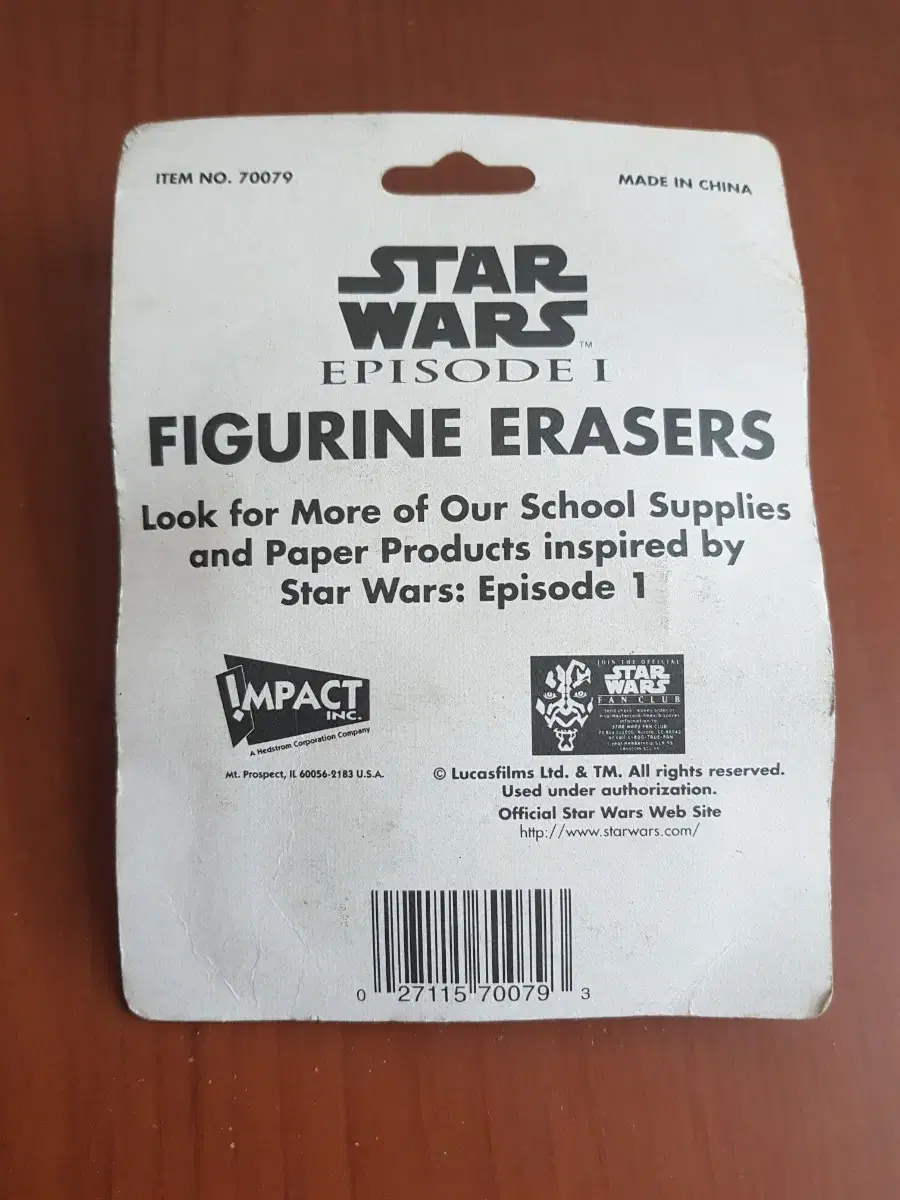 ITEM NO. 70079
MADE IN CHINA
STAR
WARS
TM
EPISODE I
FIGURINE ERASERS
Look for More of Our School Supplies
and Paper Products inspired by
Star Wars: Episode 1
IMPACT
INC.
A Hedstrom Corporation Company
Mt. Prospect, IL 60056-2183 U.S.A.
JOIN THE OFFICIAL
STAR
WARS
FAN CLUB
© Lucasfilms Ltd. & TM. All rights reserved.
Used under authorization.
Official Star Wars Web Site
http://www.starwars.com/
0 27115 70079 3